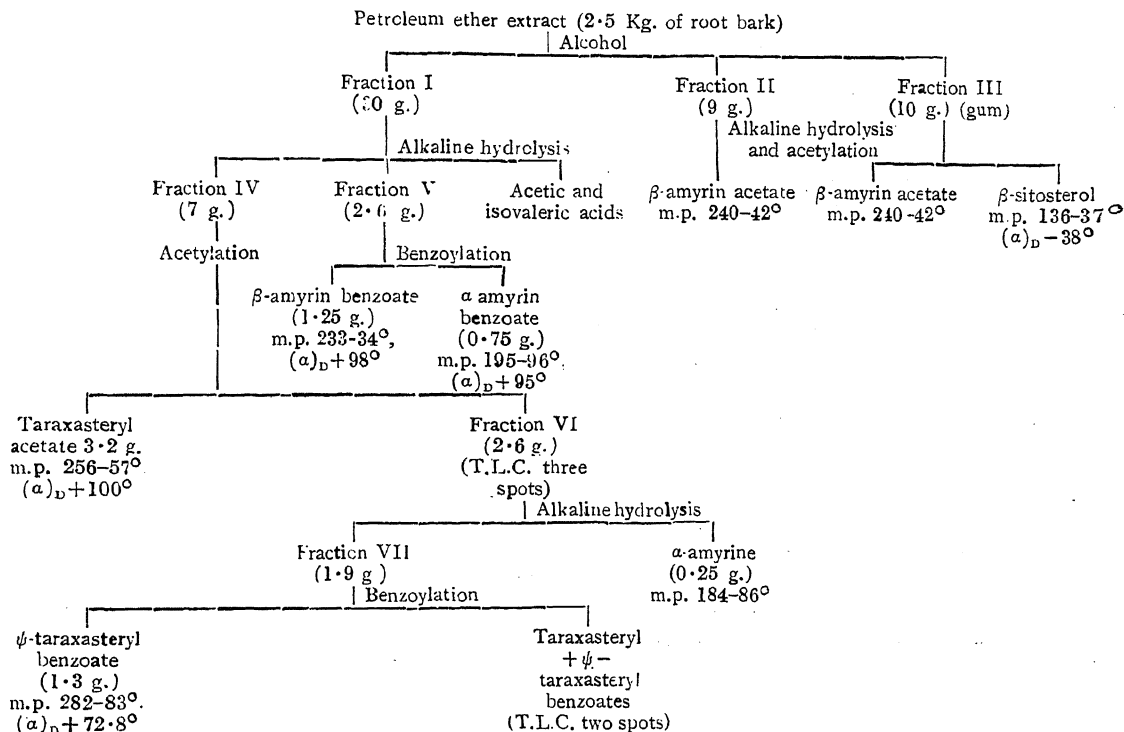 Petroleum ether extract (2·5 Kg. of root bark)
Alcohol
Fraction I
(30 g.)
Fraction II
(9 g.)
Fraction III
(10 g.) (gum)
Alkaline hydrolysis
and acetylation
Alkaline hydrolysis
Fraction IV
(7 g.)
Fraction V
(2·6 g.)
Acetic and
isovaleric acids
β-amyrin acetate
m.p. 240–42°
β-amyrin acetate
m.p. 240-42°
β-sitosterol
m.p. 136–37°
(α)D–38°
Acetylation
Benzoylation
β-amyrin benzoate
(1·25 g.)
m.p. 233-34°,
(α)D+98°
α amyrin
benzoate
(0·75 g.)
m.p. 195–96°.
(α)D+95°
Taraxasteryl
acetate 3·2 g.
m.p. 256–57°
(α)D+100°
Fraction VI
(2·6 g.)
(T.L.C. three
spots)
Alkaline hydrolysis
Fraction VII
(1·9 g )
α-amyrine
(0·25 g.)
m.p. 184–86°
Benzoylation
ψ-taraxasteryl
benzoate
(1·3 g.)
m.p. 282–83°.
(α)D+72·8°
Taraxasteryl
+ψ–
taraxasteryl
benzoates
(T.L.C. two spots)